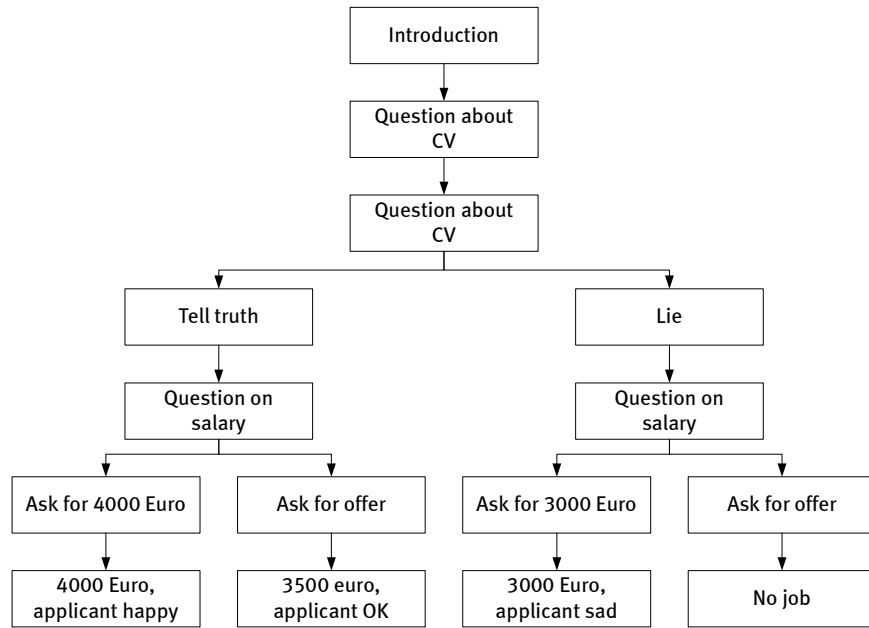 Introduction
Question about
CV
Question about
CV
Tell truth
Lie
Question on
salary
Question on
salary
Ask for 4000 Euro
Ask for offer
Ask for 3000 Euro
Ask for offer
4000 Euro,
applicant happy
3500 euro,
applicant OK
3000 Euro,
applicant sad
No job